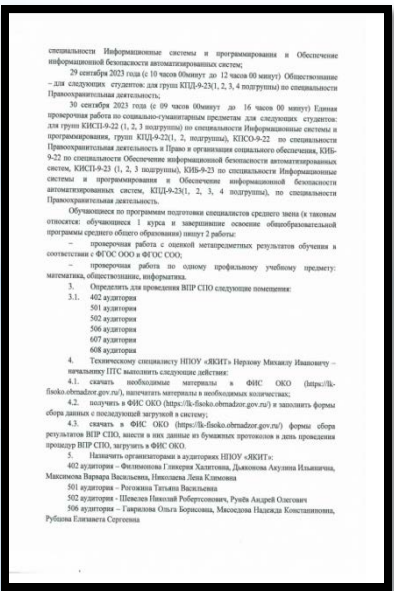 специальности Информационные системы и программирования и Обеспечение
информационной безопасности автоматизированных систем;
29 сентября 2023 года (с 10 часов 00минут до 12 часов 00 минут) Обществознание
– для следующих студентов: для групп КПД-9-23(1, 2, 3, 4 подгруппы) по специальности
Правоохранительная деятельность;
30 сентября 2023 года (с 09 часов 00минут до 16 часов 00 минут) Единая
проверочная работа по социально-гуманитарным предметам для следующих студентов:
для групп КИСП-9-22 (1, 2, 3 подгруппы) по специальности Информационные системы и
программирования, групп КПД-9-22(1, 2, подгруппы), КПСО-9-22 по специальности
Правоохранительная деятельность и Право и организация социального обеспечения, КИБ-
9-22 по специальности Обеспечение информационной безопасности автоматизированных
систем, КИСП-9-23 (1, 2, 3 подгруппы), КИБ-9-23 по специальности Информационные
системы и программирования и Обеспечение информационной безопасности
автоматизированных систем, КПД-9-23(1, 2, 3, 4 подгруппы), по специальности
Правоохранительная деятельность.
Обучающиеся по программам подготовки специалистов среднего звена (к таковым
относятся: обучающиеся 1 курса и завершившие освоение общеобразовательной
программы среднего общего образования) пишут 2 работы:
– проверочная работа с оценкой метапредметных результатов обучения в
соответствии с ФГОС ООО и ФГОС СОО;
– проверочная работа по одному профильному учебному предмету:
математика, обществознание, информатика.
3. Определить для проведения ВПР СПО следующие помещения:
3.1. 402 аудитория
501 аудитория
502 аудитория
506 аудитория
607 аудитория
608 аудитория
4. Техническому специалисту НПОУ «ЯКИТ» Нерлову Михаилу Ивановичу –
начальнику ПТС выполнить следующие действия:
4.1. скачать необходимые материалы в ФИС ОКО (https://lk-
fisoko.obrnadzor.gov.ru/), напечатать материалы в необходимых количествах;
4.2. получить в ФИС ОКО (https://lk-fisoko.obrnadzor.gov.ru/) и заполнить формы
сбора данных с последующей загрузкой в систему;
4.3. скачать в ФИС ОКО (https://lk-fisoko.obrnadzor.gov.ru/) формы сбора
результатов ВПР СПО, внести в них данные из бумажных протоколов в день проведения
процедур ВПР СПО, загрузить в ФИС ОКО.
5. Назначить организаторами в аудиториях НПОУ «ЯКИТ»:
402 аудитория – Филимонова Гликерия Халитовна, Дьяконова Акулина Ильинична,
Максимова Варвара Васильевна, Николаева Лена Климовна
501 аудитория – Рогожина Татьяна Васильевна
502 аудитория - Шевелев Николай Робертсонович, Рунёв Андрей Олегович
506 аудитория – Гаврилова Ольга Борисовна, Мясоедова Надежда Константиновна,
Рубцова Елизавета Сергеевна